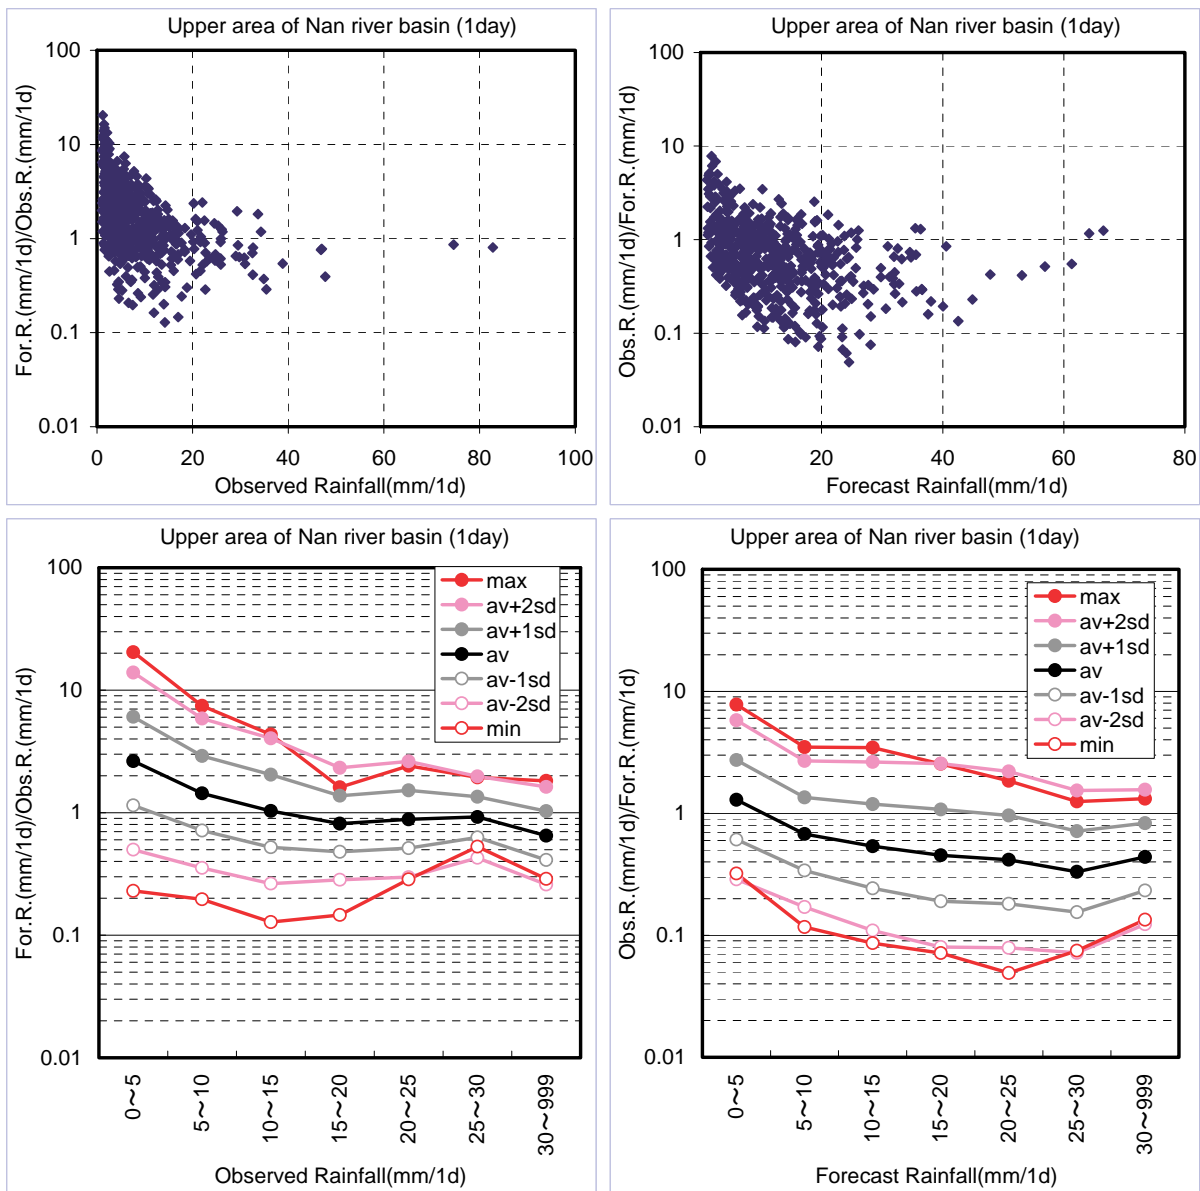 Upper area of Nan river basin (1day)
100
10
1
0.1
0.01
For.R.(mm/1d)/Obs.R.(mm/1d)
0 20 40 60 80 100
Observed Rainfall(mm/1d)
Upper area of Nan river basin (1day)
100
10
1
0.1
0.01
Obs.R.(mm/1d)/For.R.(mm/1d)
0 20 40 60 80
Forecast Rainfall(mm/1d)
Upper area of Nan river basin (1day)
100
10
1
0.1
0.01
For.R.(mm/1d)/Obs.R.(mm/1d)
max
av+2sd
av+1sd
av
av-1sd
av-2sd
min
0～5
5～10
10～15
15～20
20～25
25～30
30～999
Observed Rainfall(mm/1d)
Upper area of Nan river basin (1day)
100
10
1
0.1
0.01
Obs.R.(mm/1d)/For.R.(mm/1d)
max
av+2sd
av+1sd
av
av-1sd
av-2sd
min
0～5
5～10
10～15
15～20
20～25
25～30
30～999
Forecast Rainfall(mm/1d)